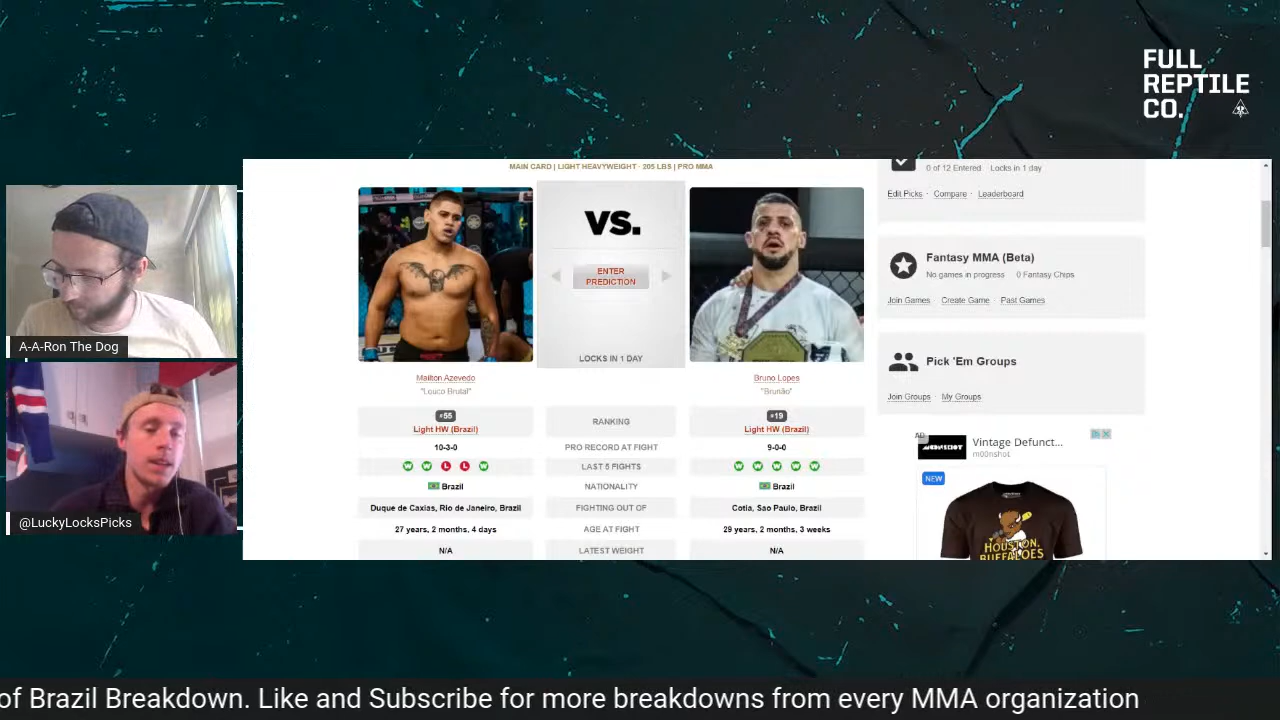 FULL
REPTILE
CO.
MAIN CARD | LIGHT HEAVYWEIGHT · 205 LBS | PRO MMA
VS.
ENTER
PREDICTION
LOCKS IN 1 DAY
Mailton Azevedo
"Louco Brutal"
Bruno Lopes
"Brunão"
#55
Light HW (Brazil)
RANKING
#19
Light HW (Brazil)
10-3-0
PRO RECORD AT FIGHT
9-0-0
W W L L W
LAST 5 FIGHTS
W W W W W
Brazil
NATIONALITY
Brazil
Duque de Caxias, Rio de Janeiro, Brazil
FIGHTING OUT OF
Cotia, Sao Paulo, Brazil
27 years, 2 months, 4 days
AGE AT FIGHT
29 years, 2 months, 3 weeks
N/A
LATEST WEIGHT
N/A
0 of 12 Entered Locks in 1 day
Edit Picks · Compare · Leaderboard
Fantasy MMA (Beta)
No games in progress 0 Fantasy Chips
Join Games Create Game · Past Games
Pick 'Em Groups
Join Groups · My Groups
AD
M00NSHOT
Vintage Defunct...
m00nshot
NEW
HOUSTON
BUFFALOES
A-A-Ron The Dog
@LuckyLocksPicks
of Brazil Breakdown. Like and Subscribe for more breakdowns from every MMA organization